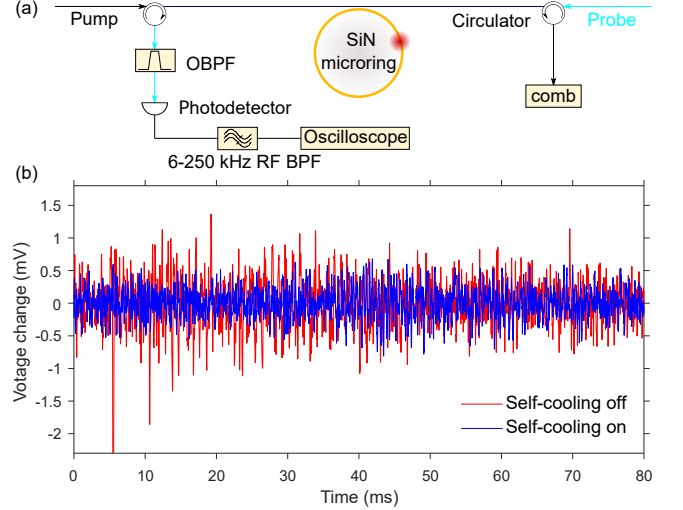 (a)
Pump
Circulator
Probe
SiN
microring
OBPF
Photodetector
comb
Oscilloscope
6-250 kHz RF BPF
(b)
Votage change (mV)
1.5
1
0.5
0
-0.5
-1
-1.5
-2
Self-cooling off
Self-cooling on
0 10 20 30 40 50 60 70 80
Time (ms)